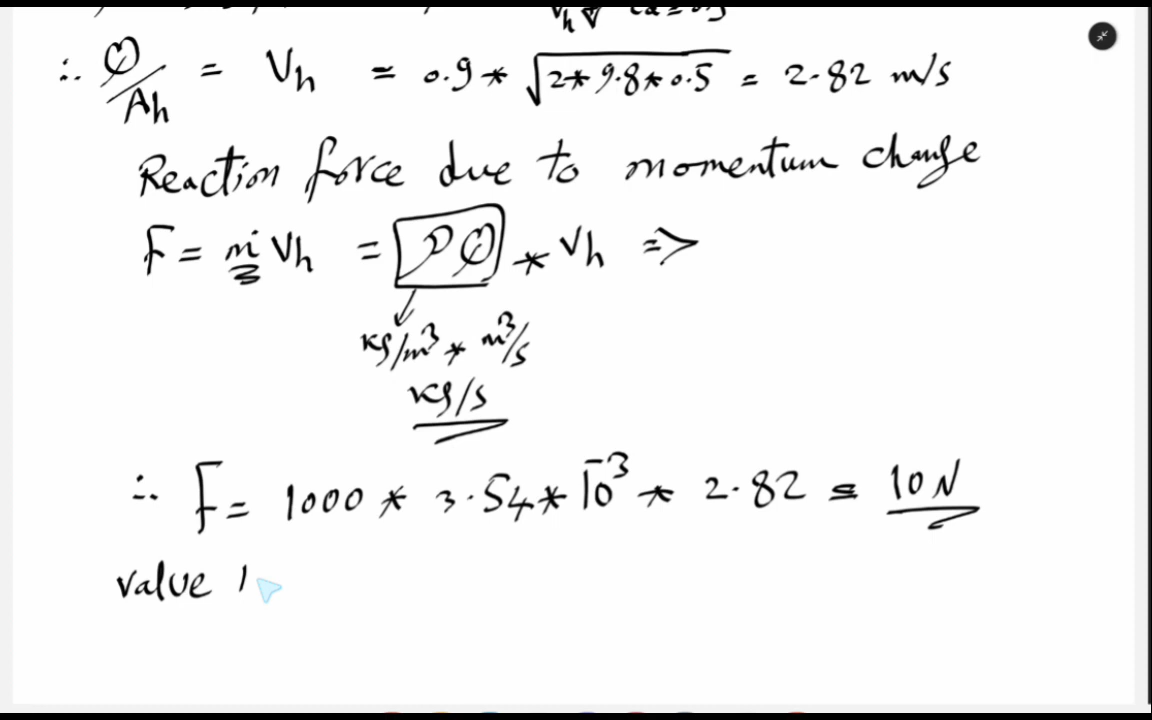 ∴ Q/Ah = Vh = 0.9 * √2*9.8*0.5 = 2.82 m/s
Reaction force due to momentum change
F = ṁ Vh = ρQ * Vh =>
kg/m³ * m³/s
kg/s
∴ F = 1000 * 3.54 * 10⁻³ * 2.82 = 10 N
value